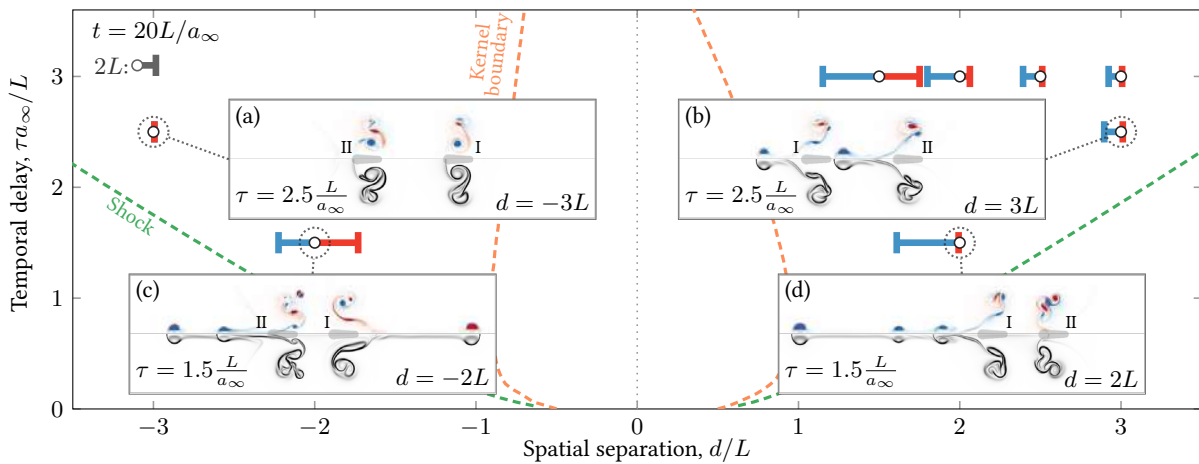 t = 20L/a∞
2L:
Kernel
boundary
Shock
(a)
II
I
τ = 2.5 L/a∞
d = −3L
(b)
I
II
τ = 2.5 L/a∞
d = 3L
(c)
II
I
τ = 1.5 L/a∞
d = −2L
(d)
I
II
τ = 1.5 L/a∞
d = 2L
Temporal delay, τa∞/L
3
2
1
0
−3
−2
−1
0
1
2
3
Spatial separation, d/L